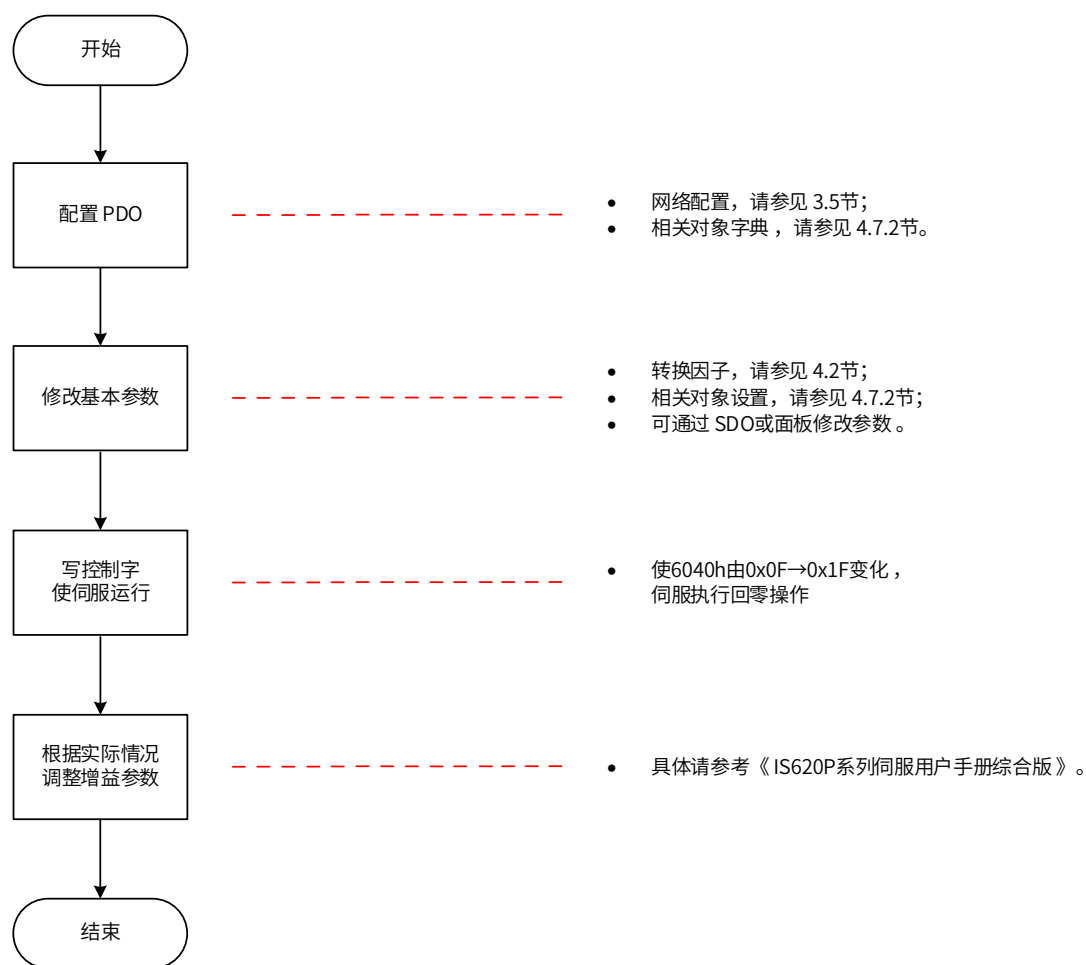 开始
配置 PDO
• 网络配置，请参见 3.5节；
• 相关对象字典 ，请参见 4.7.2节。
修改基本参数
• 转换因子，请参见 4.2节；
• 相关对象设置，请参见 4.7.2节；
• 可通过 SDO或面板修改参数 。
写控制字
使伺服运行
• 使6040h由0x0F→0x1F变化 ，
伺服执行回零操作
根据实际情况
调整增益参数
• 具体请参考《 IS620P系列伺服用户手册综合版 》。
结束